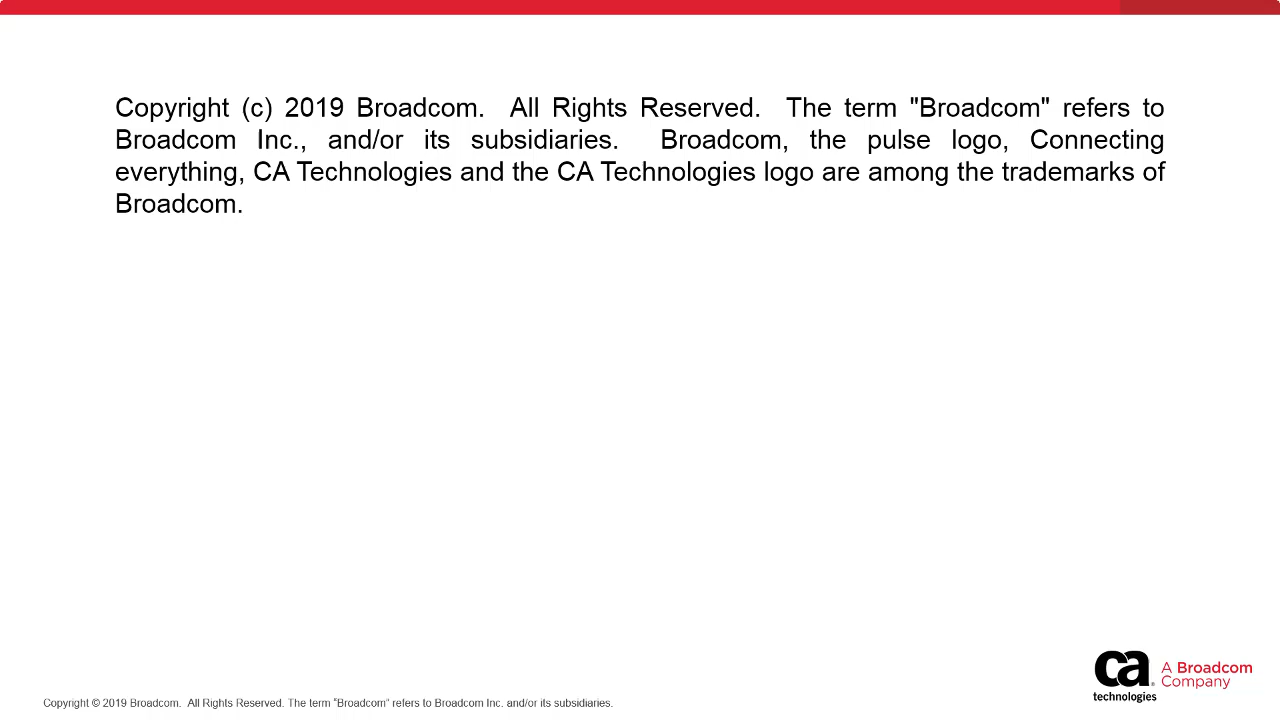 Copyright (c) 2019 Broadcom.  All Rights Reserved.  The term "Broadcom" refers to
Broadcom Inc., and/or its subsidiaries.  Broadcom, the pulse logo, Connecting
everything, CA Technologies and the CA Technologies logo are among the trademarks of
Broadcom.
ca
technologies
A Broadcom
Company
Copyright © 2019 Broadcom.  All Rights Reserved. The term “Broadcom” refers to Broadcom Inc. and/or its subsidiaries.